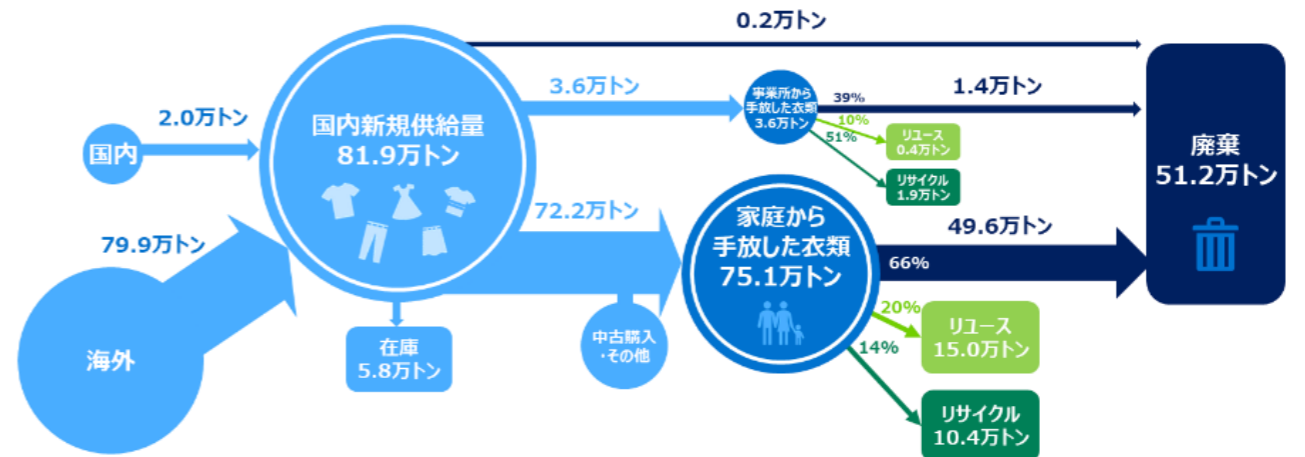 0.2万トン
2.0万トン
国内
79.9万トン
海外
国内新規供給量
81.9万トン
在庫
5.8万トン
3.6万トン
事業所から
手放した衣類
3.6万トン
39%
1.4万トン
10%
リユース
0.4万トン
51%
リサイクル
1.9万トン
72.2万トン
中古購入
・その他
家庭から
手放した衣類
75.1万トン
49.6万トン
66%
20%
リユース
15.0万トン
14%
リサイクル
10.4万トン
廃棄
51.2万トン